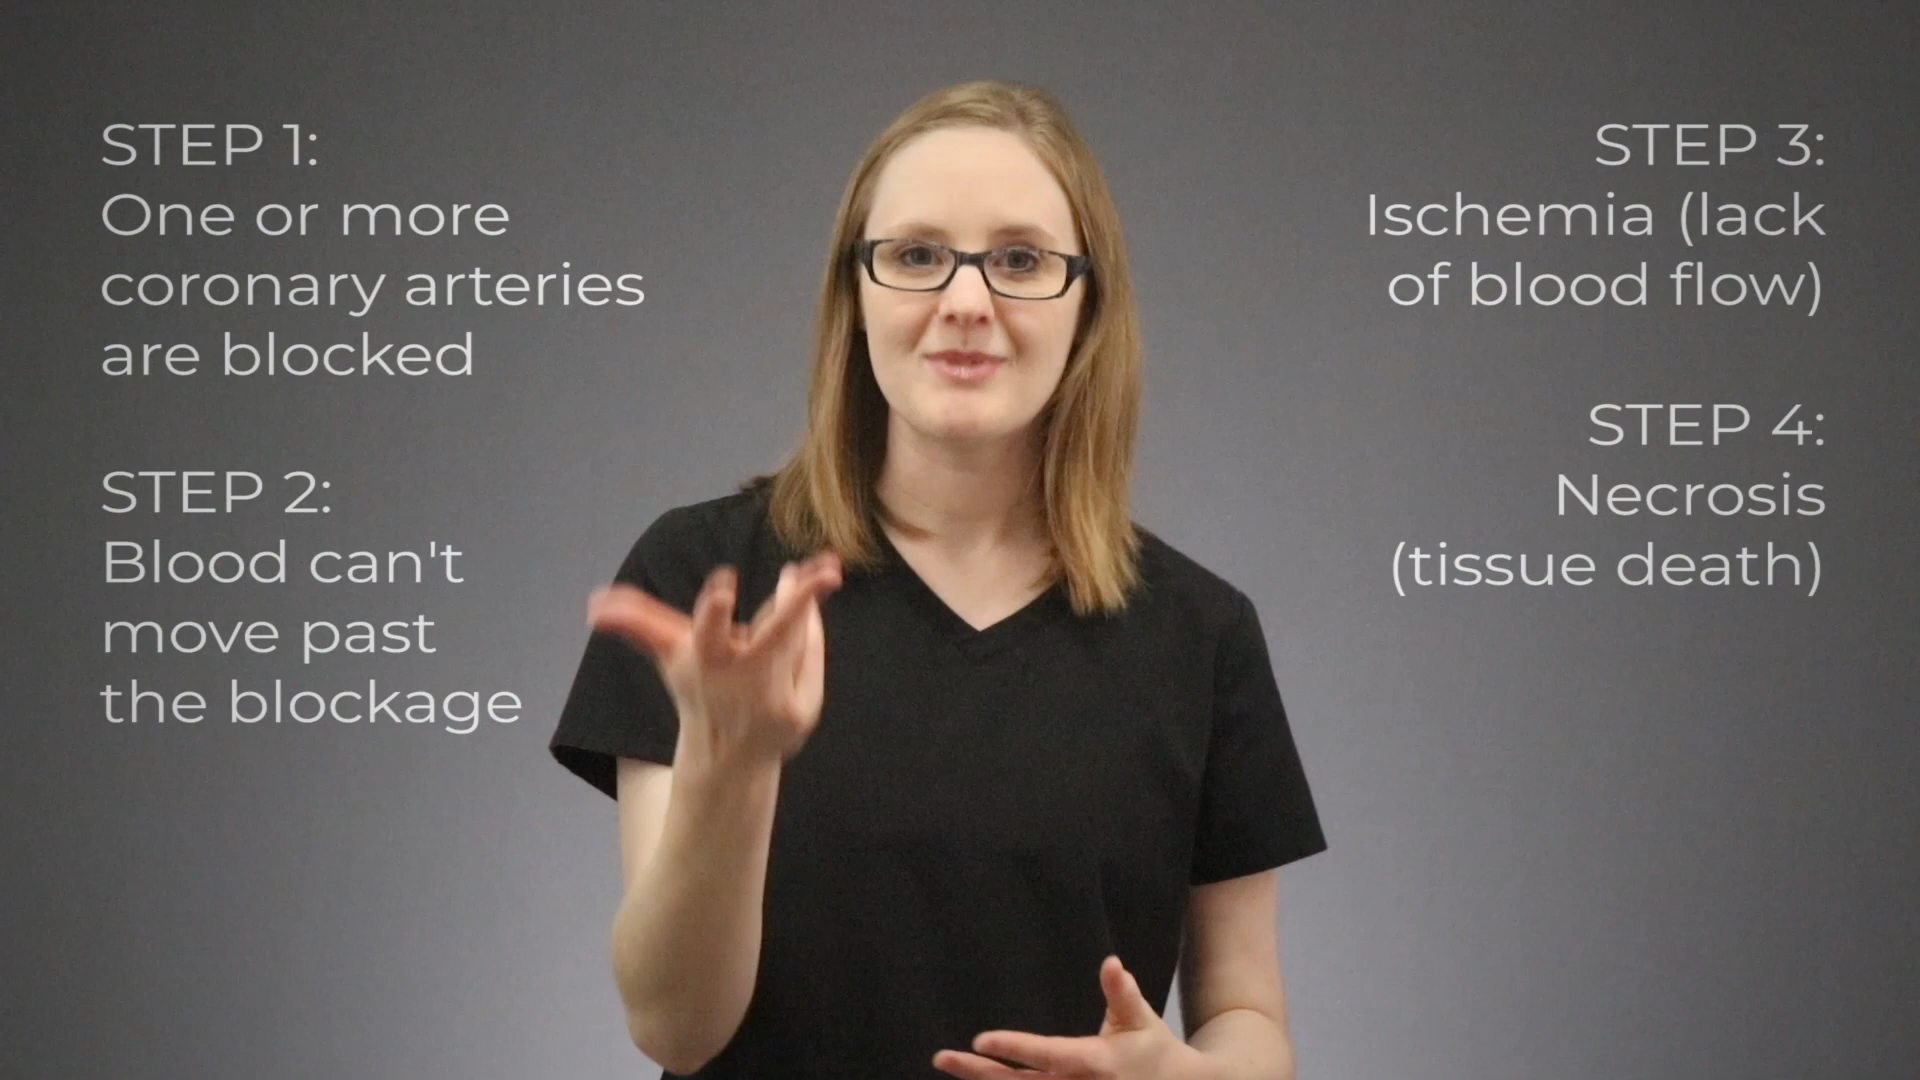 STEP 1:
One or more
coronary arteries
are blocked
STEP 2:
Blood can't
move past
the blockage
STEP 3:
Ischemia (lack
of blood flow)
STEP 4:
Necrosis
(tissue death)